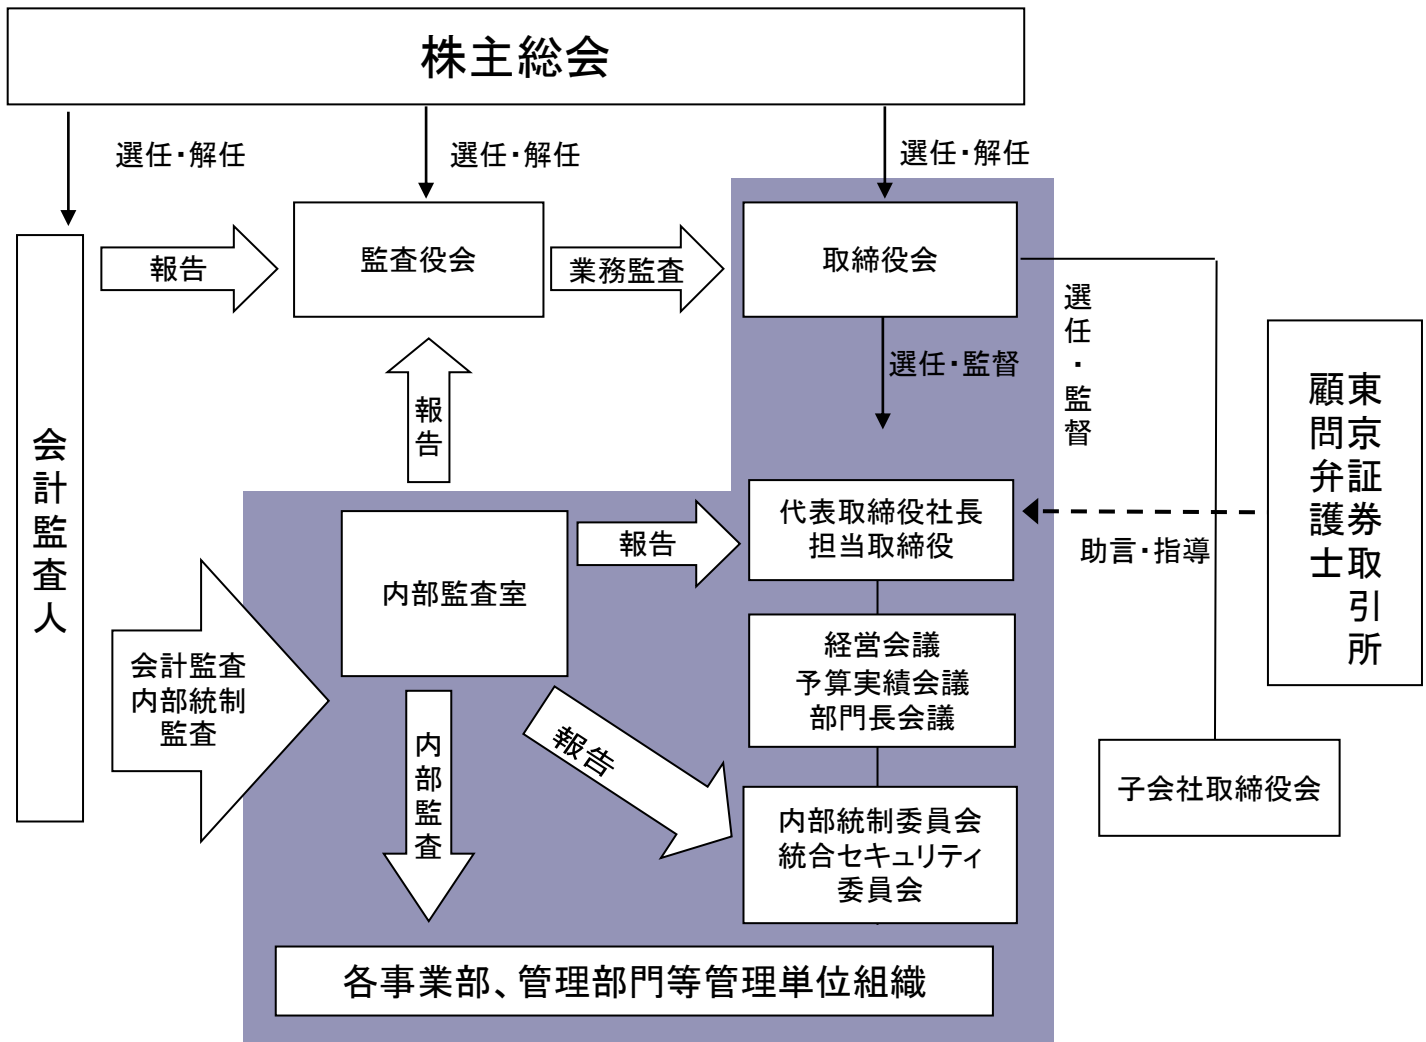 株主総会
選任・解任
選任・解任
選任・解任
報告
監査役会
業務監査
取締役会
選任・監督
選任・監督
報告
会計監査人
東京証券取引所
顧問弁護士
代表取締役社長
担当取締役
助言・指導
内部監査室
報告
会計監査
内部統制
監査
経営会議
予算実績会議
部門長会議
内部監査
報告
子会社取締役会
内部統制委員会
統合セキュリティ
委員会
各事業部、管理部門等管理単位組織